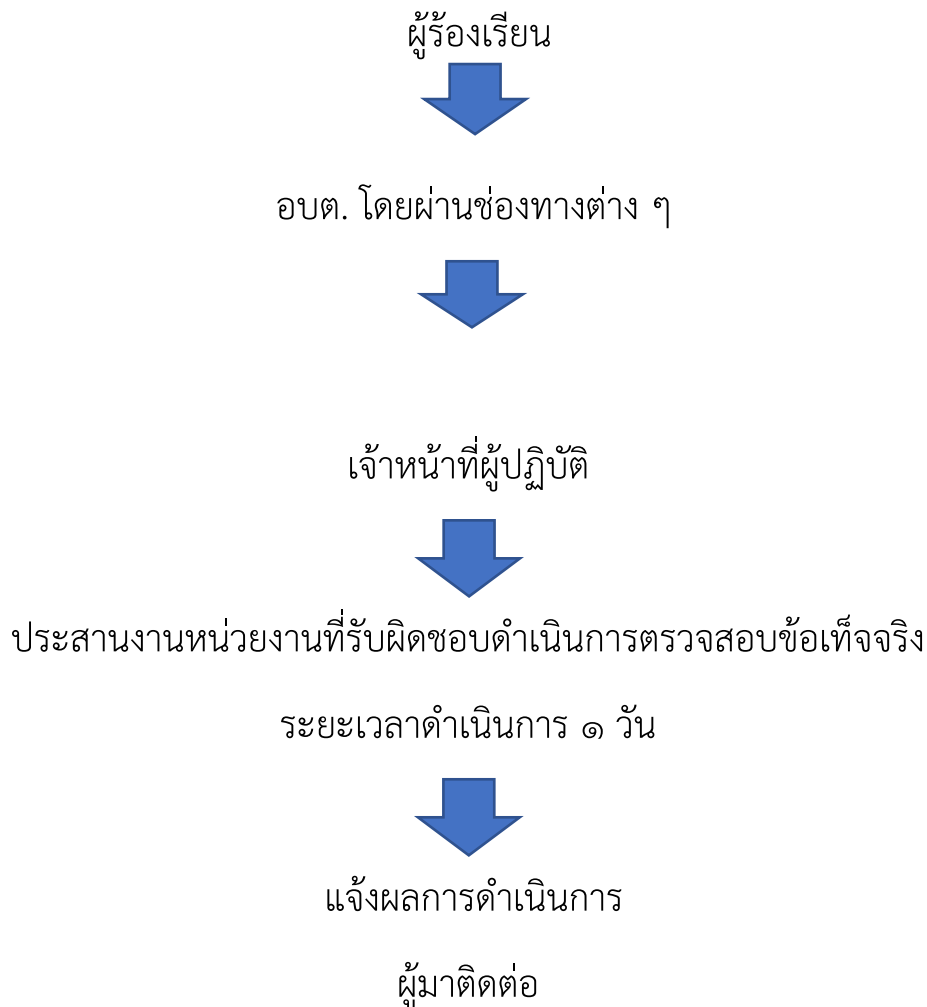 ผู้ร้องเรียน
อบต. โดยผ่านช่องทางต่าง ๆ
เจ้าหน้าที่ผู้ปฏิบัติ
ประสานงานหน่วยงานที่รับผิดชอบดำเนินการตรวจสอบข้อเท็จจริง
ระยะเวลาดำเนินการ ๑ วัน
แจ้งผลการดำเนินการ
ผู้มาติดต่อ